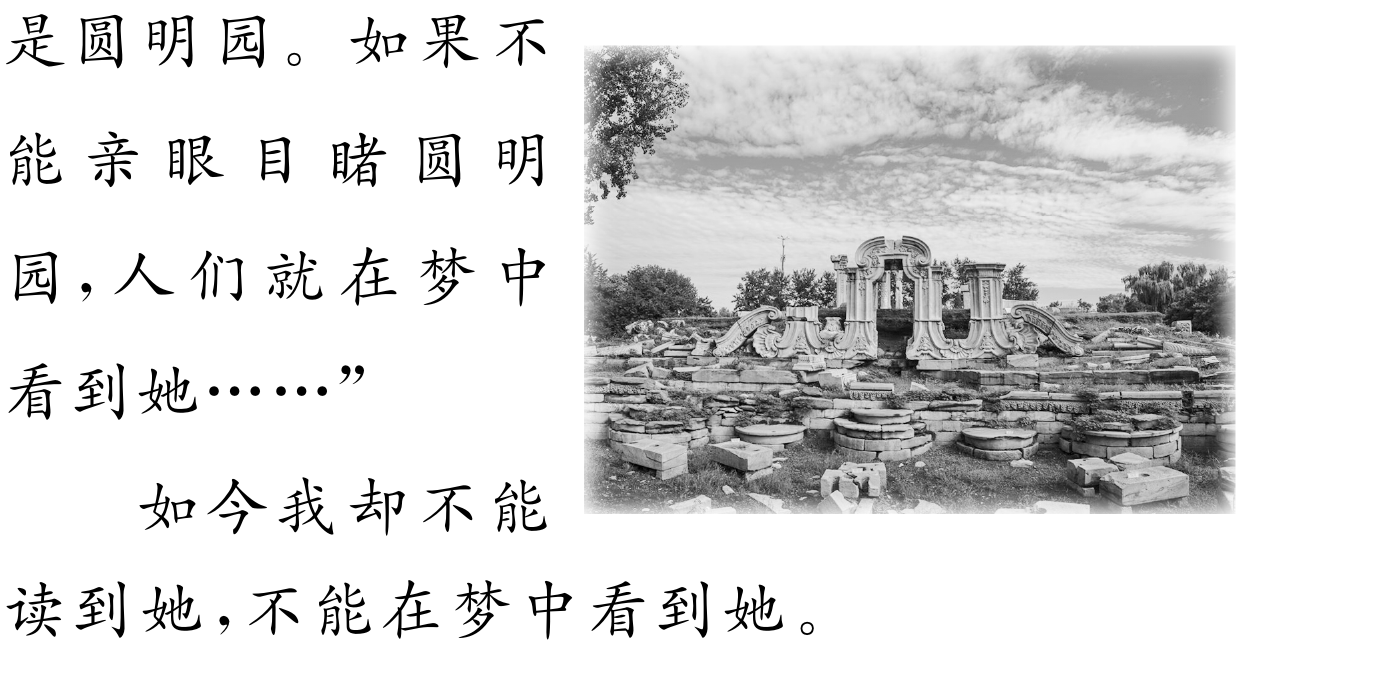 是圆明园。如果不
能亲眼目睹圆明
园,人们就在梦中
看到她……”
如今我却不能
读到她,不能在梦中看到她。